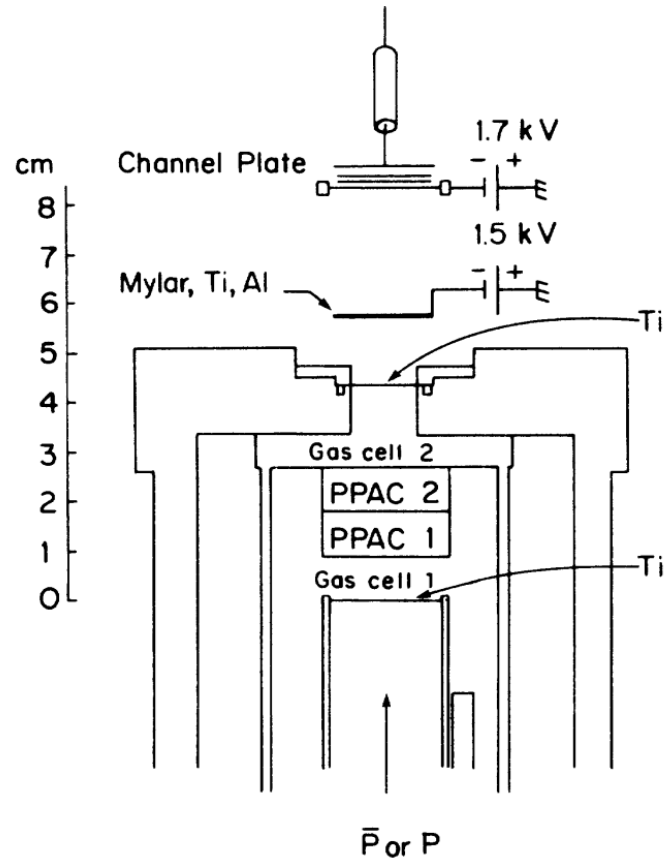 1.7 kV
- +
cm
Channel Plate
8
7
1.5 kV
- +
6
Mylar, Ti, Al
Ti
5
4
3
Gas cell 2
2
PPAC 2
1
PPAC 1
Gas cell 1
Ti
0
P̅ or P